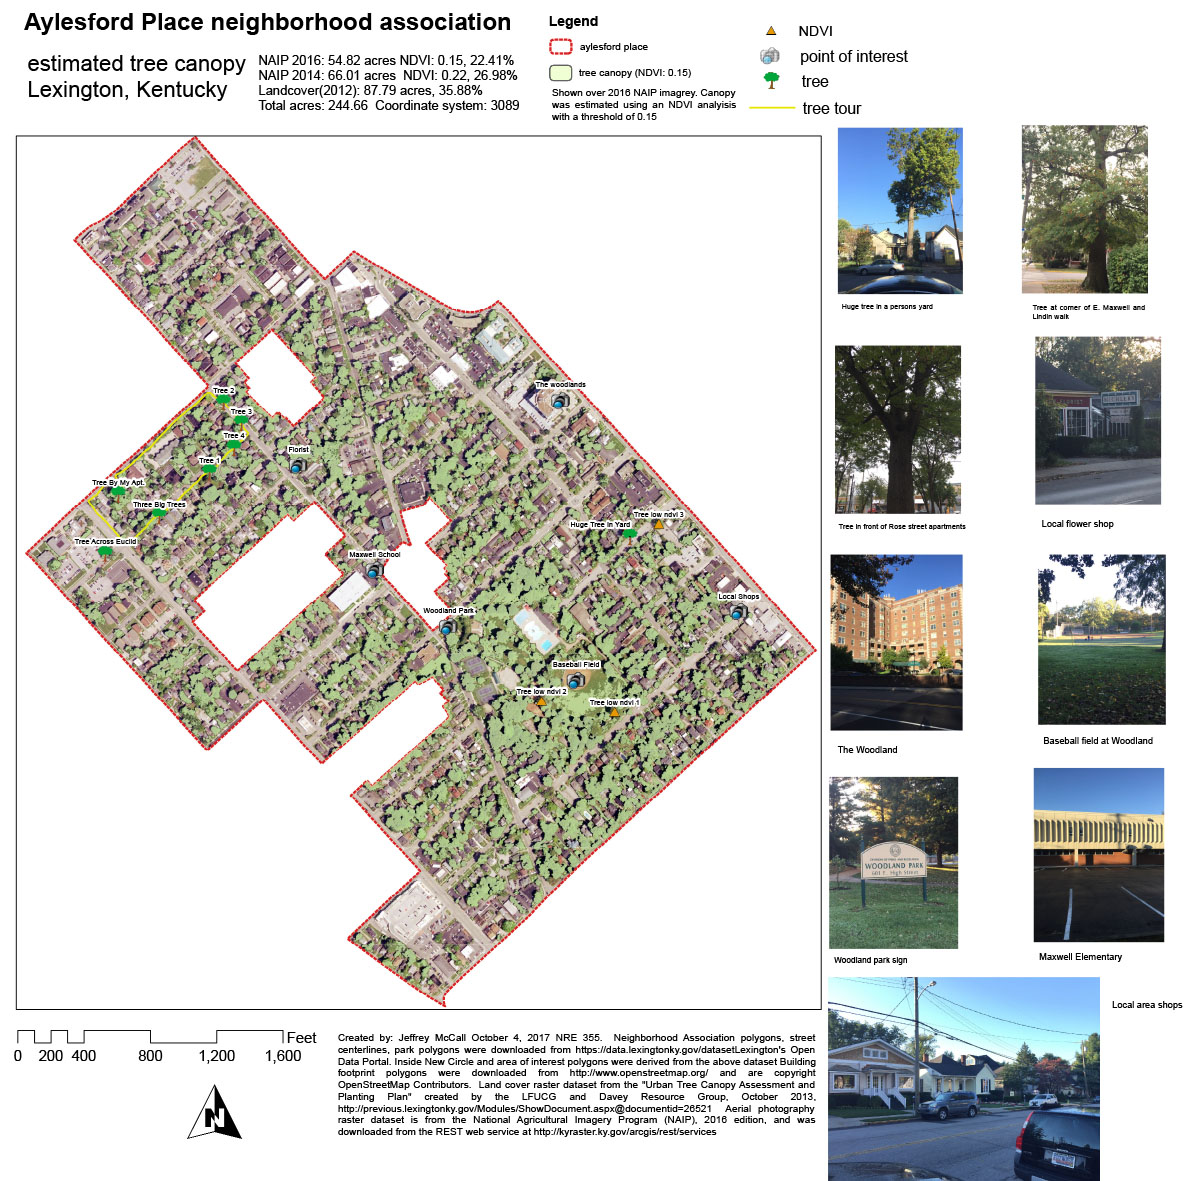 Aylesford Place neighborhood association
estimated tree canopy
Lexington, Kentucky
NAIP 2016: 54.82 acres NDVI: 0.15, 22.41%
NAIP 2014: 66.01 acres NDVI: 0.22, 26.98%
Landcover(2012): 87.79 acres, 35.88%
Total acres: 244.66 Coordinate system: 3089
Legend
aylesford place
tree canopy (NDVI: 0.15)
Shown over 2016 NAIP imagrey. Canopy
was estimated using an NDVI analyisis
with a threshold of 0.15
NDVI
point of interest
tree
tree tour
Tree 2
Tree 3
Tree 4
Tree 1
Tree By My Apt.
Three Big Trees
Tree Across Euclid
Florist
The woodlands
Maxwell School
Woodland Park
Huge Tree in Yard
Tree low ndvi 3
Local Shops
Baseball Field
Tree low ndvi 2
Tree low ndvi 1
Huge tree in a persons yard
Tree at corner of E. Maxwell and
Lindin walk
Tree in front of Rose street apartments
Local flower shop
The Woodland
Baseball field at Woodland
WOODLAND PARK
601 E. High Street
Woodland park sign
Maxwell Elementary
Local area shops
Feet
0 200 400 800 1,200 1,600
N
Created by: Jeffrey McCall October 4, 2017 NRE 355. Neighborhood Association polygons, street
centerlines, park polygons were downloaded from https://data.lexingtonky.gov/datasetLexington's Open
Data Portal. Inside New Circle and area of interest polygons were derived from the above dataset Building
footprint polygons were downloaded from http://www.openstreetmap.org/ and are copyright
OpenStreetMap Contributors. Land cover raster dataset from the "Urban Tree Canopy Assessment and
Planting Plan" created by the LFUCG and Davey Resource Group, October 2013,
http://previous.lexingtonky.gov/Modules/ShowDocument.aspx@documentid=26521 Aerial photography
raster dataset is from the National Agricultural Imagery Program (NAIP), 2016 edition, and was
downloaded from the REST web service at http://kyraster.ky.gov/arcgis/rest/services